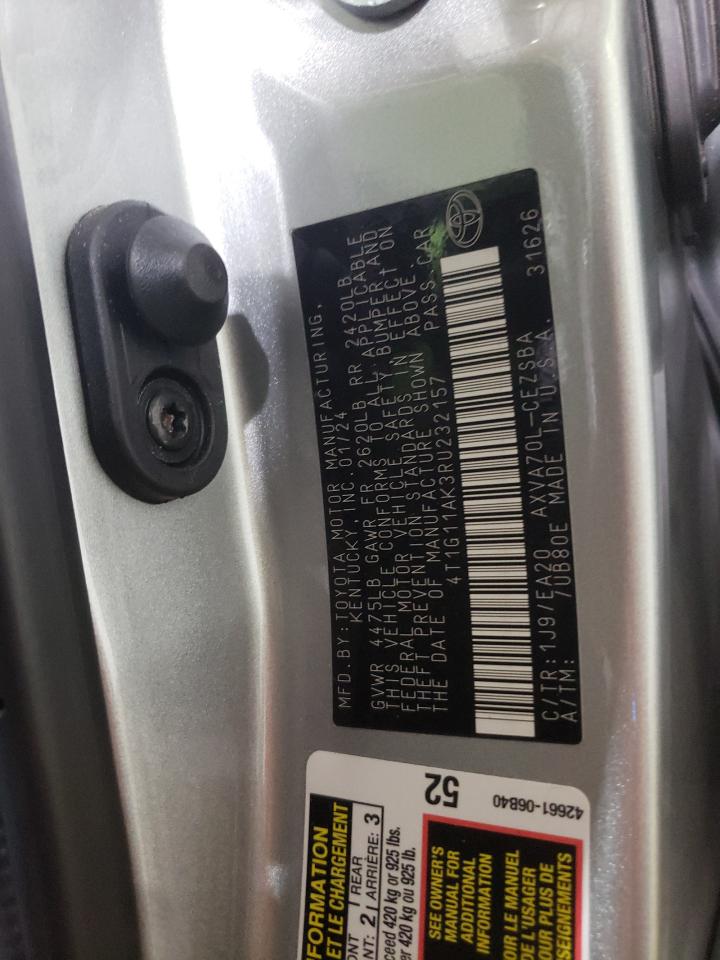 MFD. BY: TOYOTA MOTOR MANUFACTURING,
KENTUCKY, INC. 01/24
GVWR 4475LB GAWR FR 2620LB RR 2420LB
THIS VEHICLE CONFORMS TO ALL APPLICABLE
FEDERAL MOTOR VEHICLE SAFETY, BUMPER, AND
THEFT PREVENTION STANDARDS IN EFFECT ON
THE DATE OF MANUFACTURE SHOWN ABOVE.
4T1G11AK3RU232157 PASS. CAR
C/TR: 1J9/EA20 AXVA70L-CEZSBA 31626
A/TM: /UB80E MADE IN U.S.A.
FORMATION
ET LE CHARGEMENT
REAR
2 ARRIÈRE: 3
420 kg or 925 lbs.
420 kg ou 925 lb.
52
42661-06B40
SEE OWNER'S
MANUAL FOR
ADDITIONAL
INFORMATION
LE MANUEL
DE L'USAGER
POUR PLUS DE